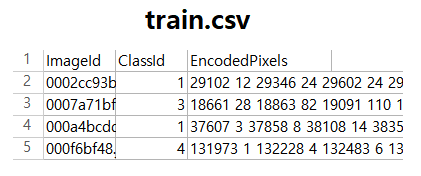 train.csv
1 ImageId ClassId EncodedPixels
2 0002cc93b 1 29102 12 29346 24 29602 24 29
3 0007a71bf 3 18661 28 18863 82 19091 110 1
4 000a4bcdc 1 37607 3 37858 8 38108 14 3835
5 000f6bf48. 4 131973 1 132228 4 132483 6 13